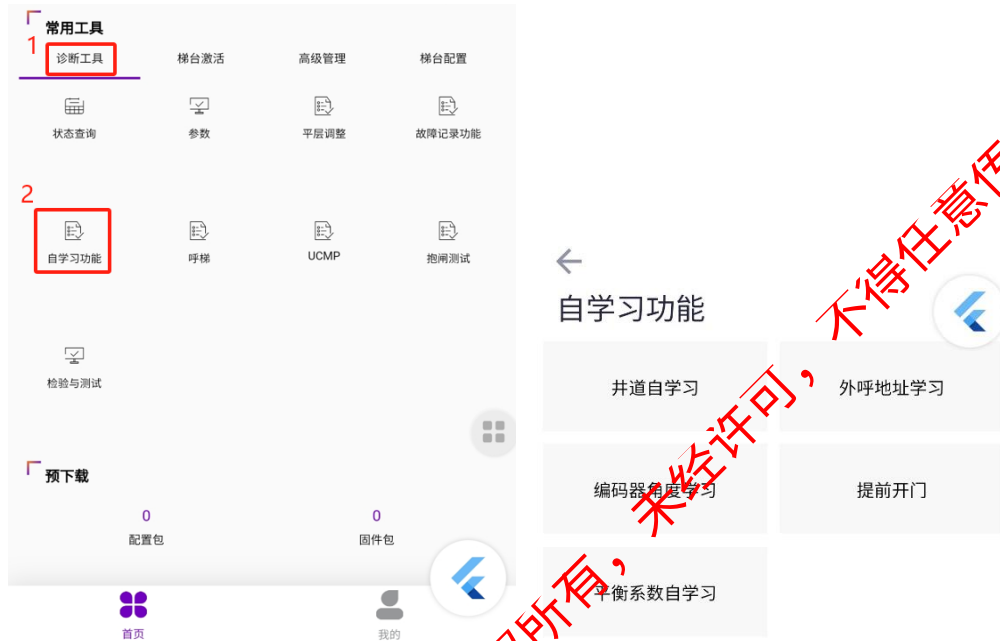 常用工具
1
诊断工具 梯台激活 高级管理 梯台配置
状态查询 参数 平层调整 故障记录功能
2
自学习功能 呼梯 UCMP 抱闸测试
检验与测试
预下载
0 0
配置包 固件包
首页 我的
自学习功能
井道自学习 外呼地址学习
编码器角度学习 提前开门
平衡系数自学习
所有，未经许可，不得任意传